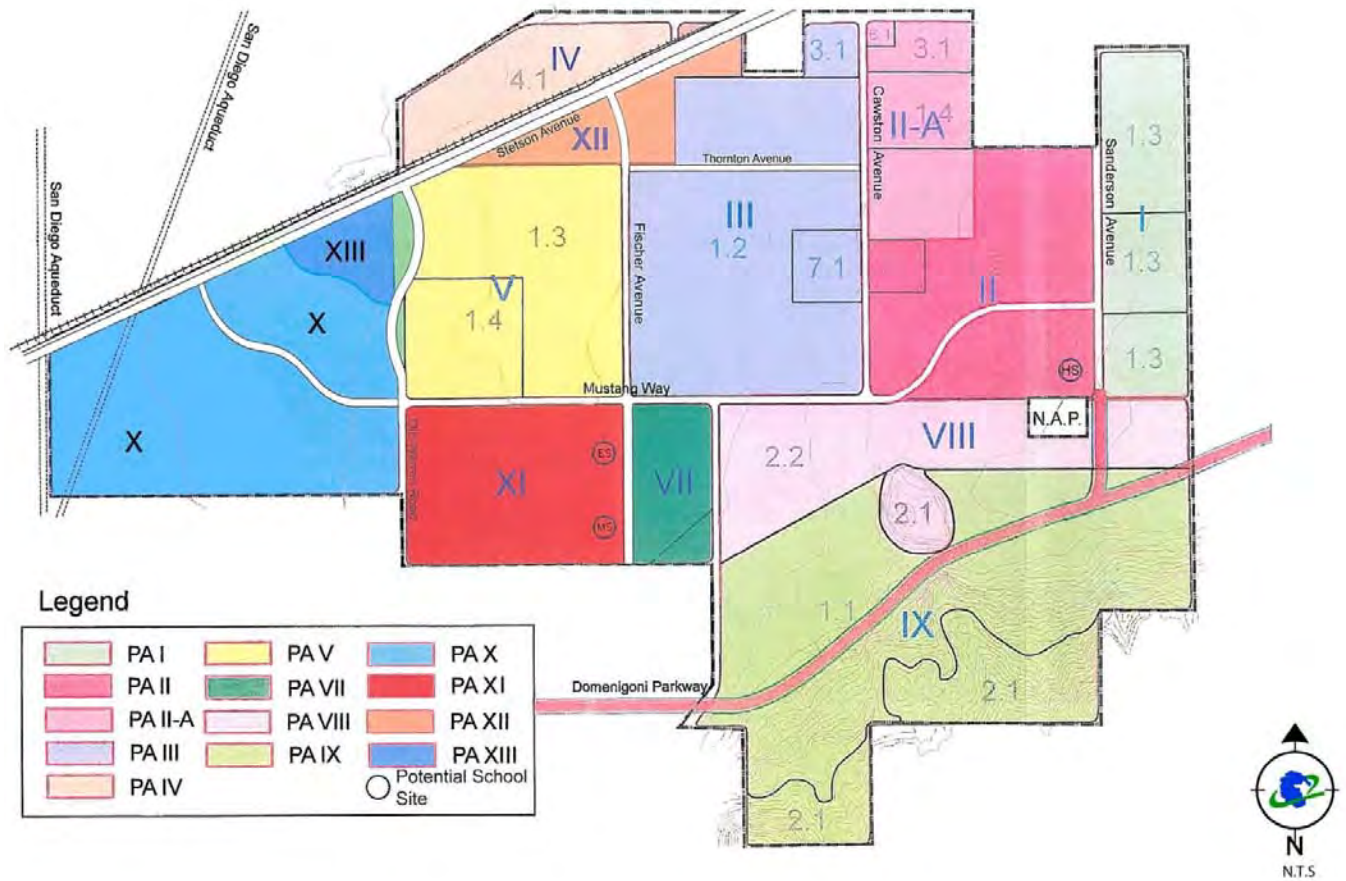 San Diego Aqueduct
San Diego Aqueduct
IV
4.1
Stetson Avenue
XII
3.1
3.1
Cawston Avenue
II-A
1.4
Thornton Avenue
Sanderson Avenue
1.3
I
1.3
1.3
XIII
X
X
1.3
V
1.4
Fischer Avenue
III
1.2
7.1
II
HS
Mustang Way
N.A.P.
XI
ES
MS
VII
VIII
2.2
2.1
1.1
IX
2.1
2.1
Domenigoni Parkway
Legend
PA I
PA II
PA II-A
PA III
PA IV
PA V
PA VII
PA VIII
PA IX
PA X
PA XI
PA XII
PA XIII
Potential School
Site
N
N.T.S